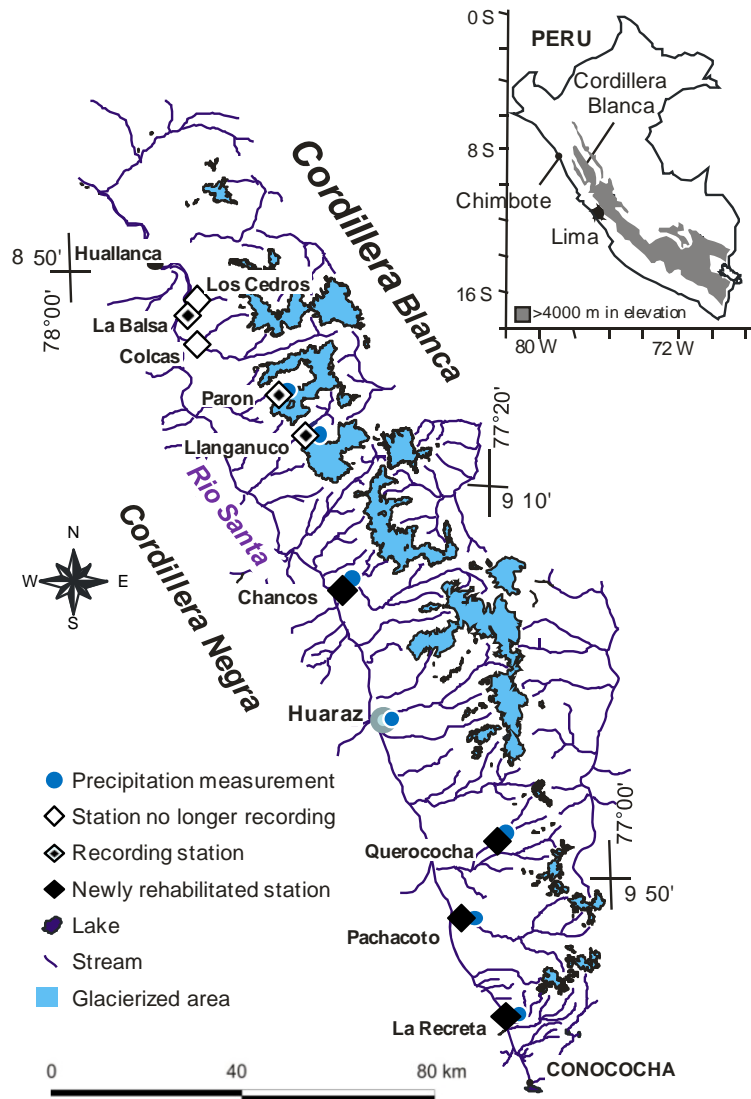 0 S
PERU
Cordillera
Blanca
8 S
Chimbote
Lima
16 S
>4000 m in elevation
80 W
72 W
Cordillera Blanca
Huallanca
8 50'
78°00'
Los Cedros
La Balsa
Colcas
Paron
Llanganuco
77°20'
9 10'
Rio Santa
Cordillera Negra
N
W
E
S
Chancos
Huaraz
Querococha
77°00'
9 50'
Pachacoto
La Recreta
CONOCOCHA
Precipitation measurement
Station no longer recording
Recording station
Newly rehabilitated station
Lake
Stream
Glacierized area
0
40
80 km